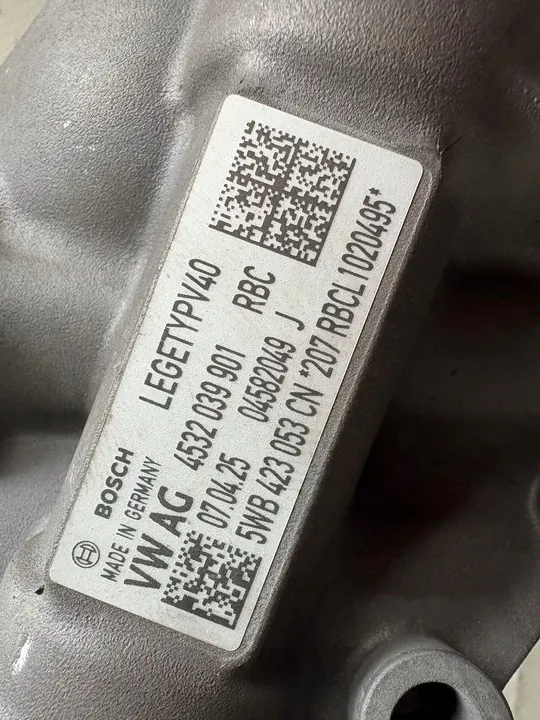 BOSCH
MADE IN GERMANY
LEGETYPV40
VW AG 4532 039 901 RBC
07.04.25 04582049 J
5WB 423 053 CN *207 RBCL1020495*